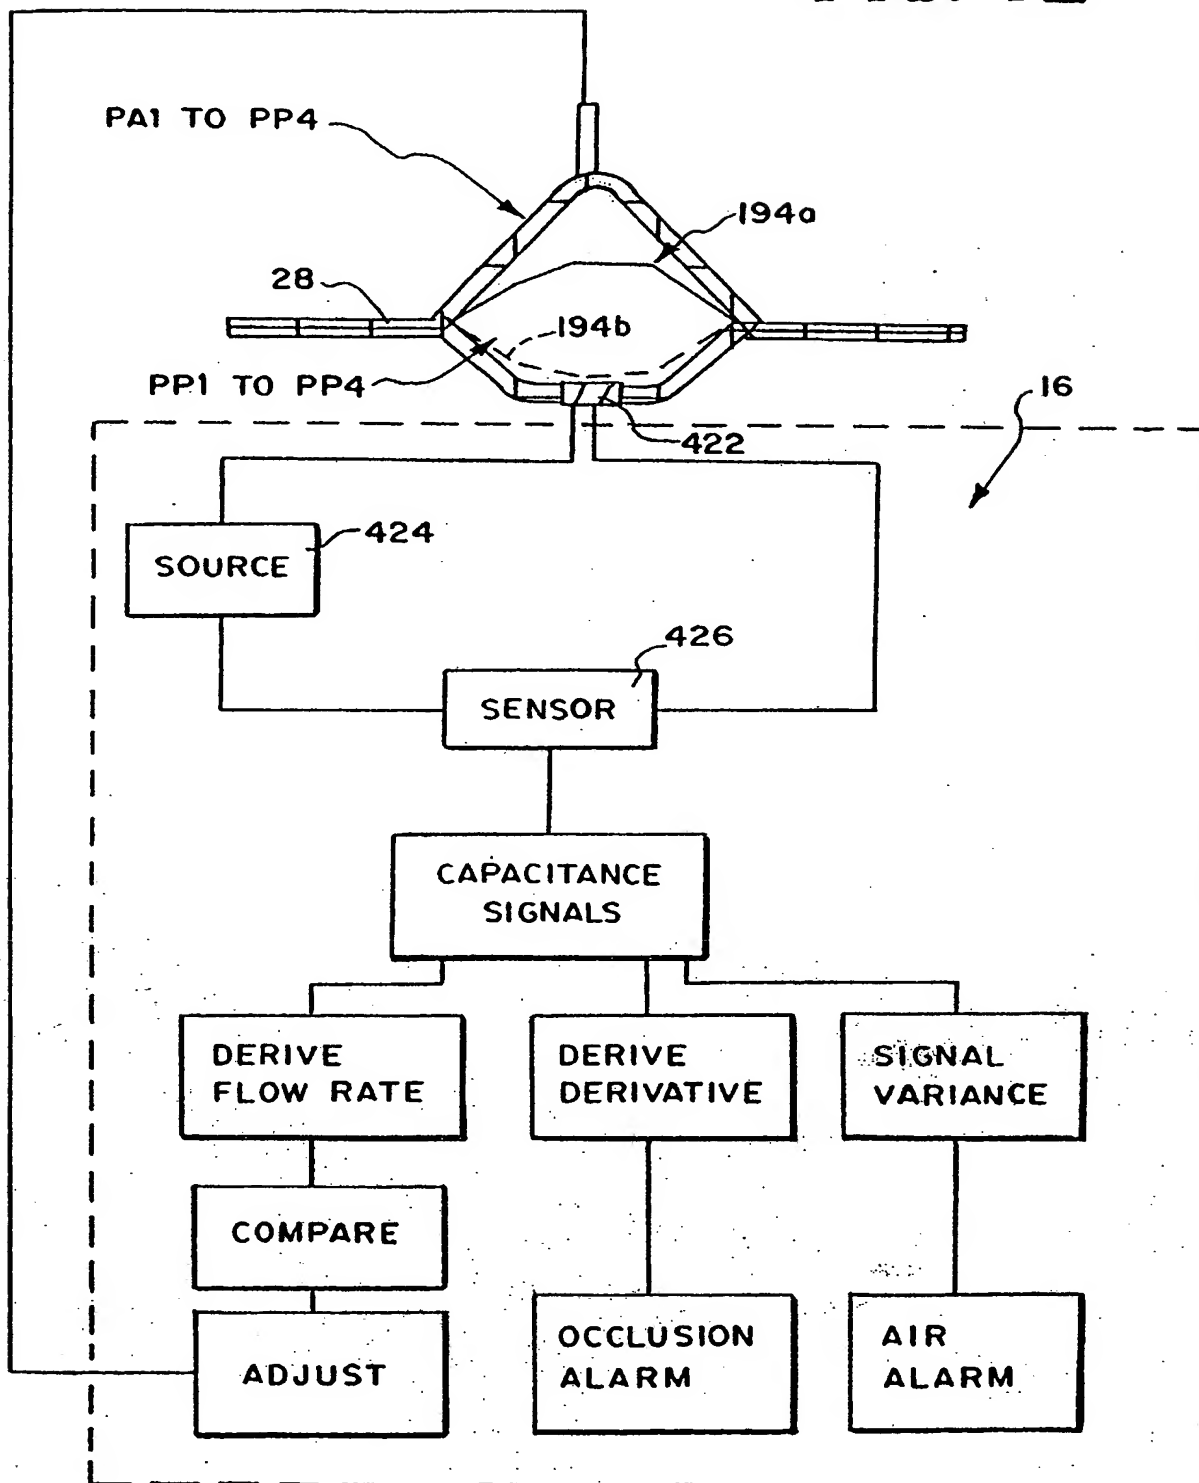 PA1 TO PP4
194a
28
194b
PP1 TO PP4
16
422
424
SOURCE
426
SENSOR
CAPACITANCE
SIGNALS
DERIVE
FLOW RATE
DERIVE
DERIVATIVE
SIGNAL
VARIANCE
COMPARE
ADJUST
OCCLUSION
ALARM
AIR
ALARM